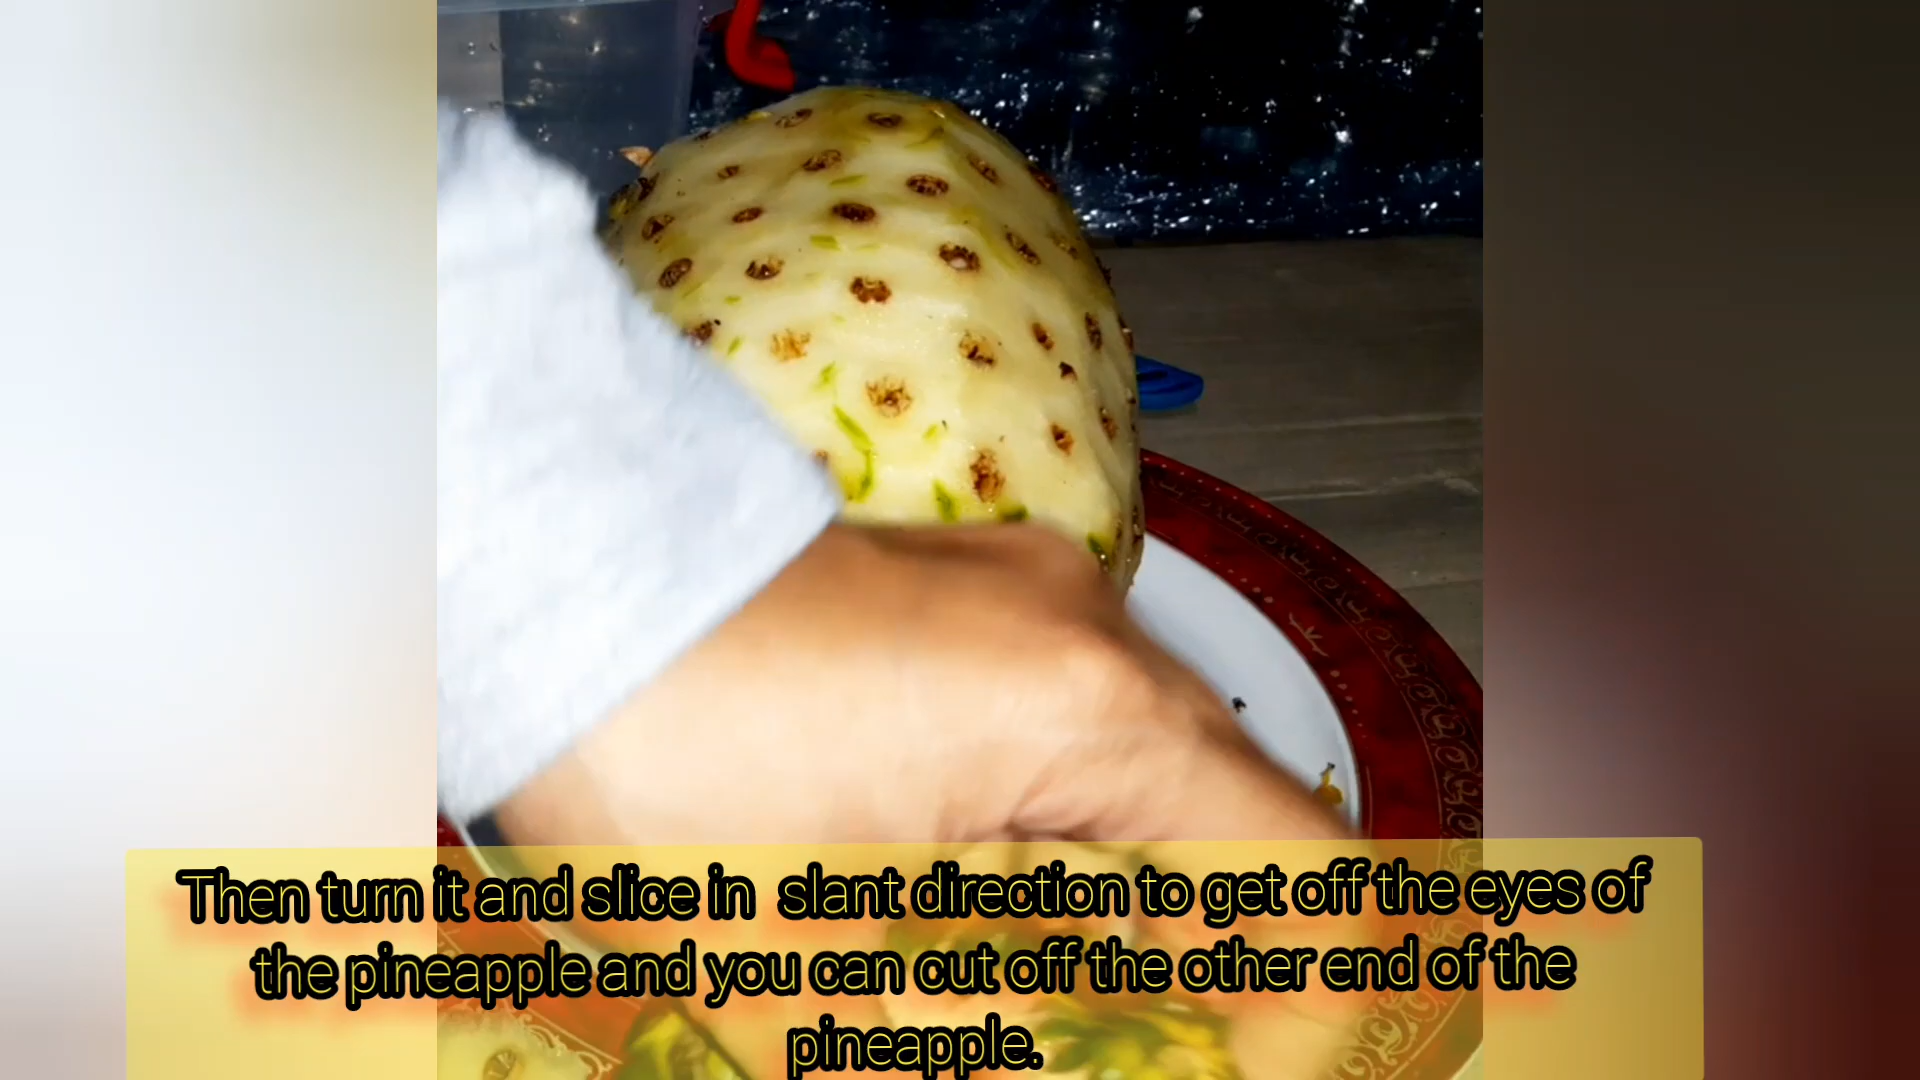 Then turn it and slice in slant direction to get off the eyes of
the pineapple and you can cut off the other end of the
pineapple.